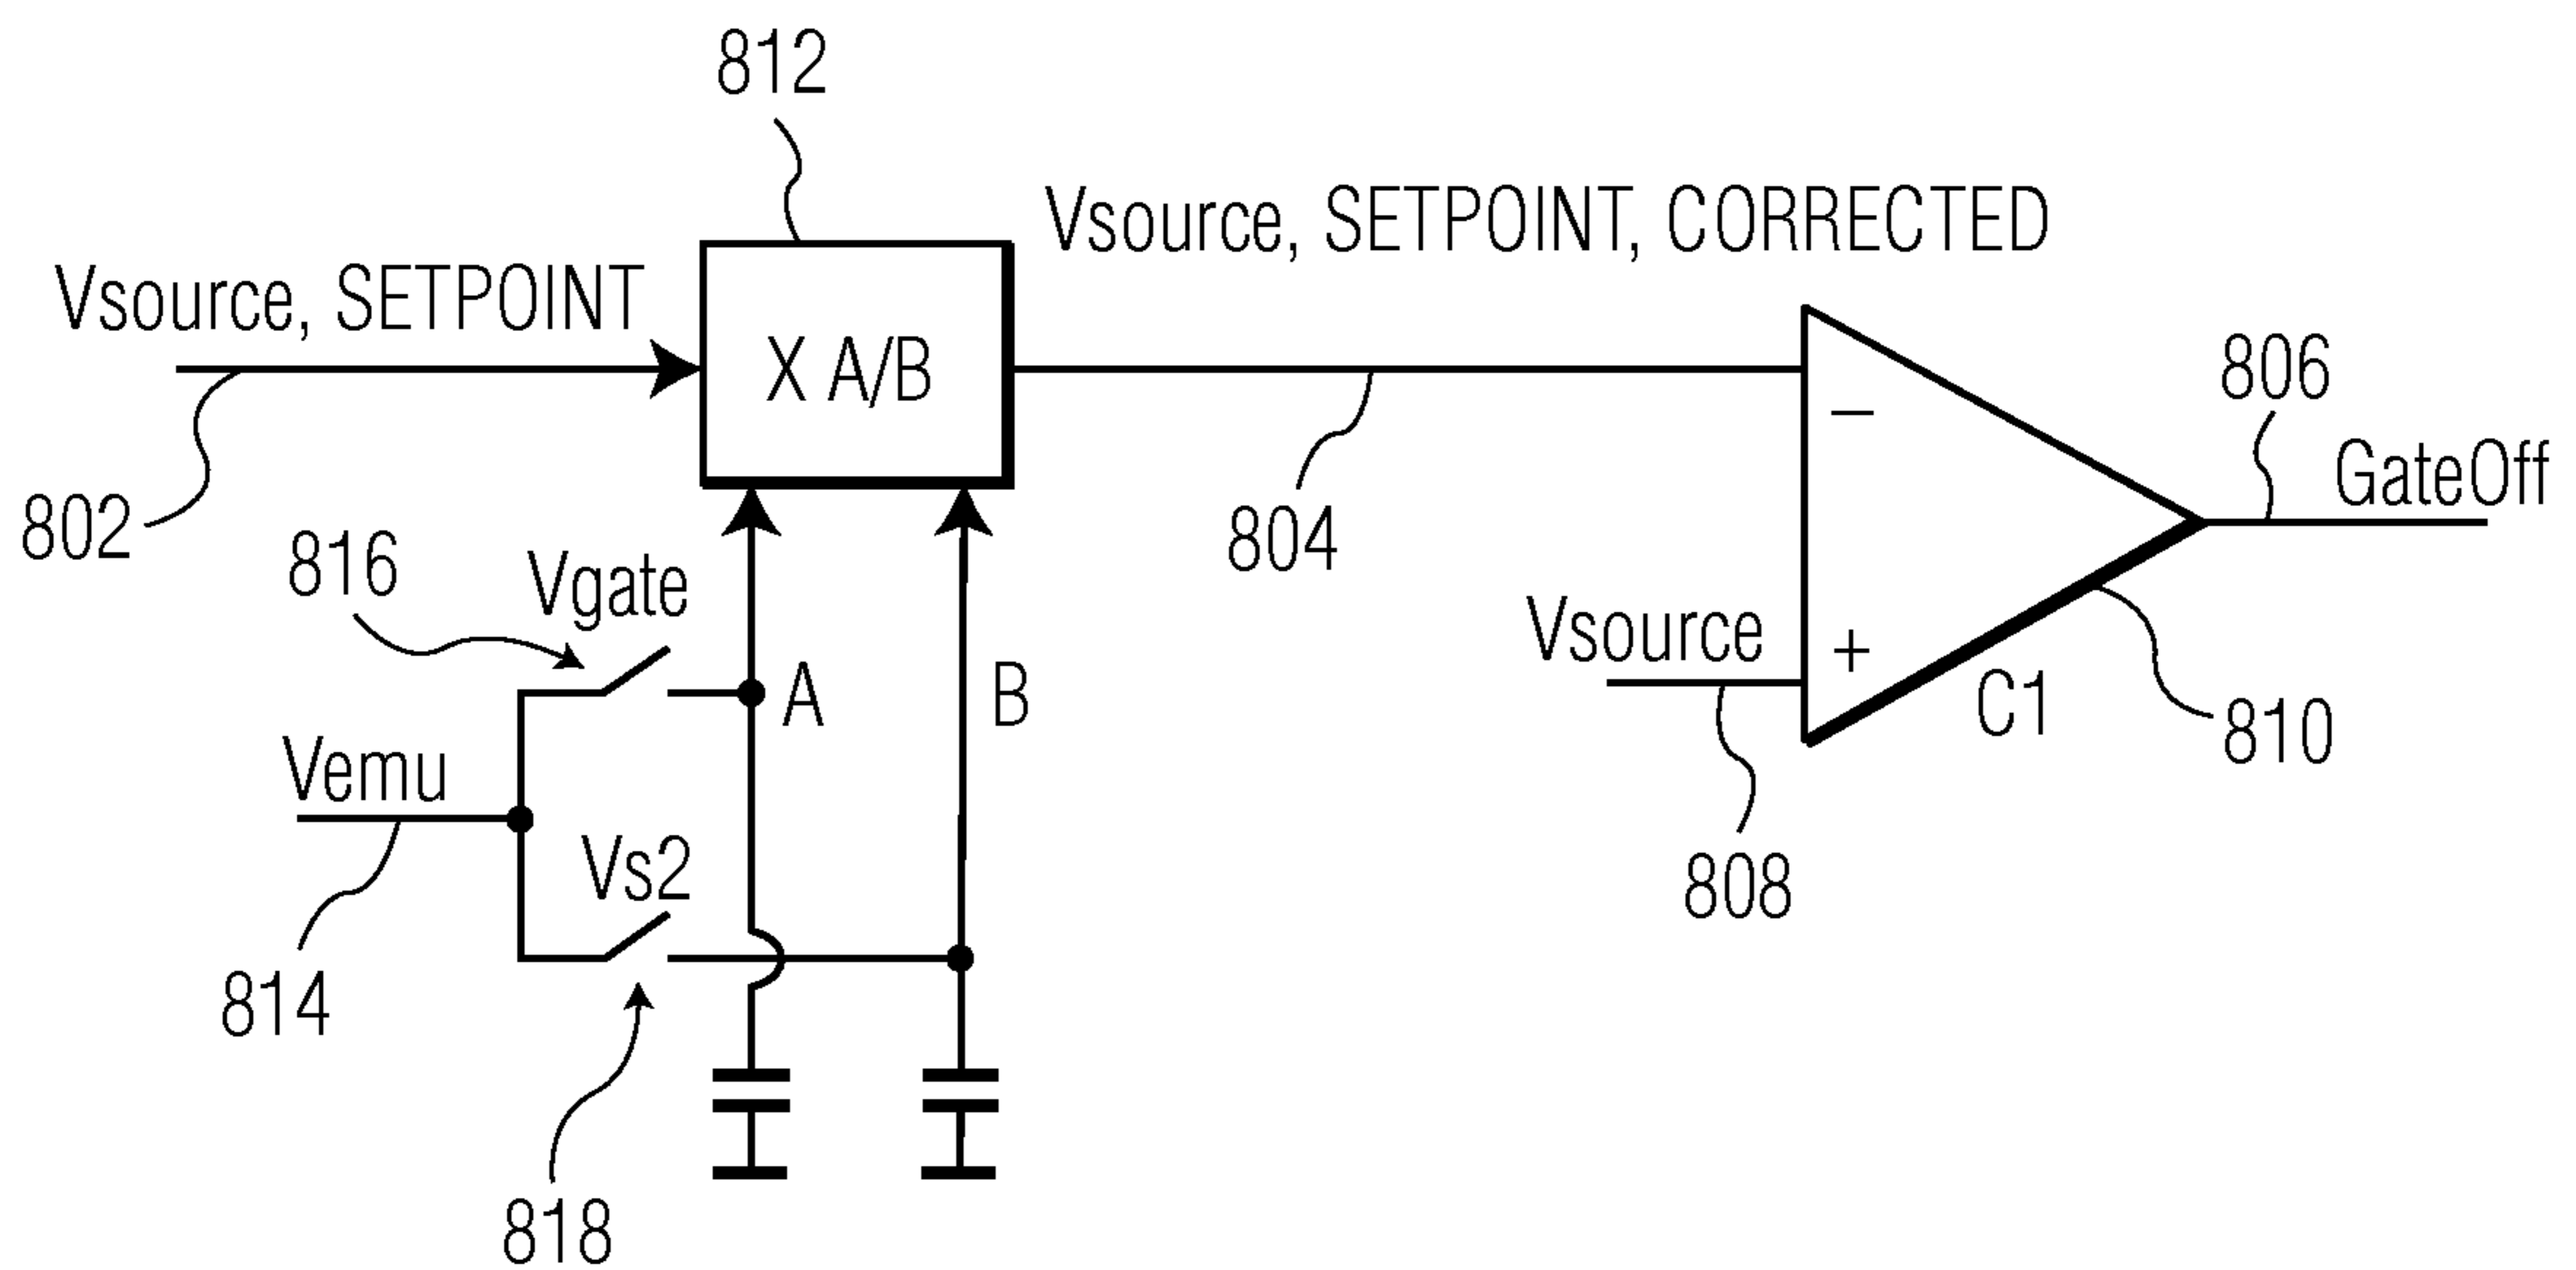 812
Vsource, SETPOINT, CORRECTED
Vsource, SETPOINT
X A/B
806
GateOff
802
804
816
Vgate
A
B
Vsource
−
+
C1
810
Vemu
Vs2
808
814
818